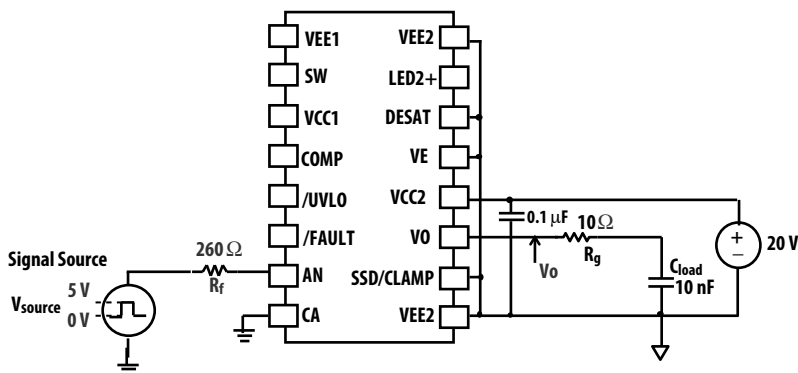 VEE1
VEE2
SW
LED2+
VCC1
DESAT
COMP
VE
/UVLO
VCC2
/FAULT
VO
AN
SSD/CLAMP
CA
VEE2
Signal Source
Vsource
5 V
0 V
260 Ω
Rf
0.1 µF
10 Ω
Rg
Vo
Cload
10 nF
+
−
20 V